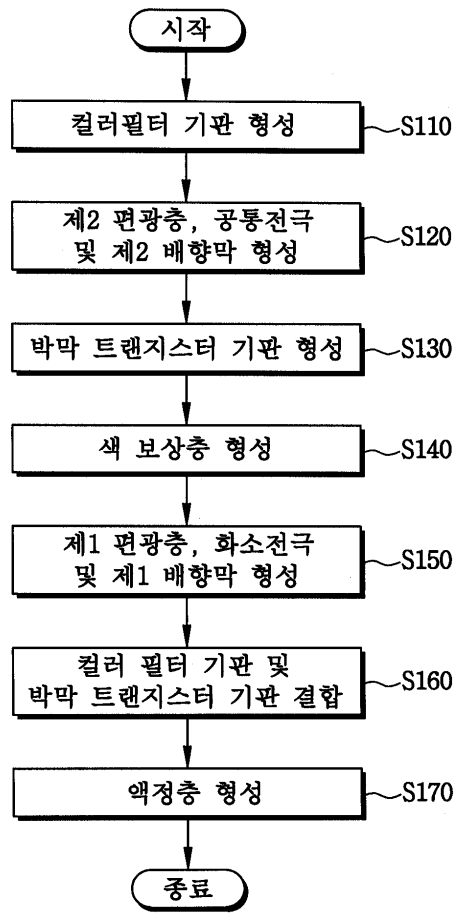 시작
컬러필터 기판 형성
S110
제2 편광층, 공통전극
및 제2 배향막 형성
S120
박막 트랜지스터 기판 형성
S130
색 보상층 형성
S140
제1 편광층, 화소전극
및 제1 배향막 형성
S150
컬러 필터 기판 및
박막 트랜지스터 기판 결합
S160
액정층 형성
S170
종료